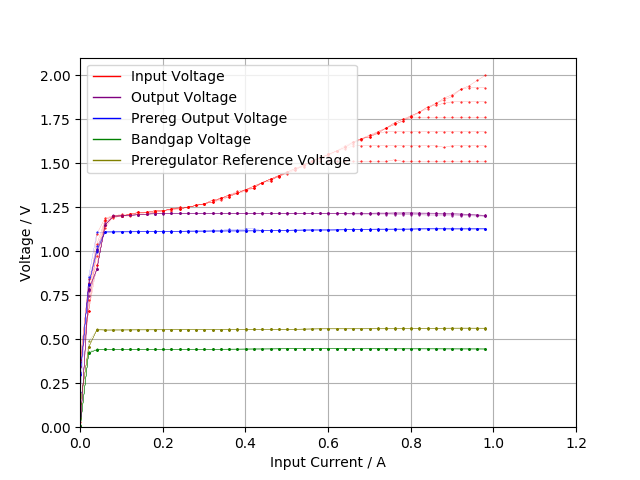 2.00
1.75
1.50
1.25
1.00
0.75
0.50
0.25
0.00
Voltage / V
Input Voltage
Output Voltage
Prereg Output Voltage
Bandgap Voltage
Preregulator Reference Voltage
0.0 0.2 0.4 0.6 0.8 1.0 1.2
Input Current / A